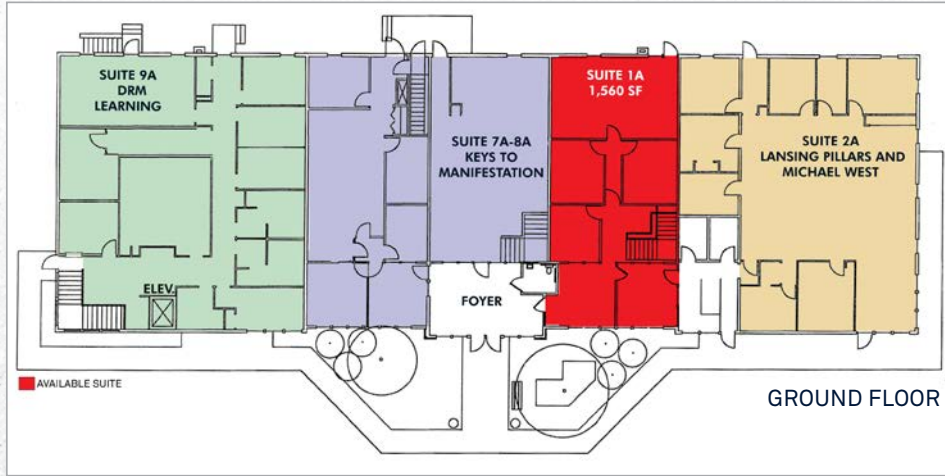 SUITE 9A
DRM
LEARNING
SUITE 7A-8A
KEYS TO
MANIFESTATION
SUITE 1A
1,560 SF
SUITE 2A
LANSING PILLARS AND
MICHAEL WEST
ELEV.
FOYER
AVAILABLE SUITE
GROUND FLOOR